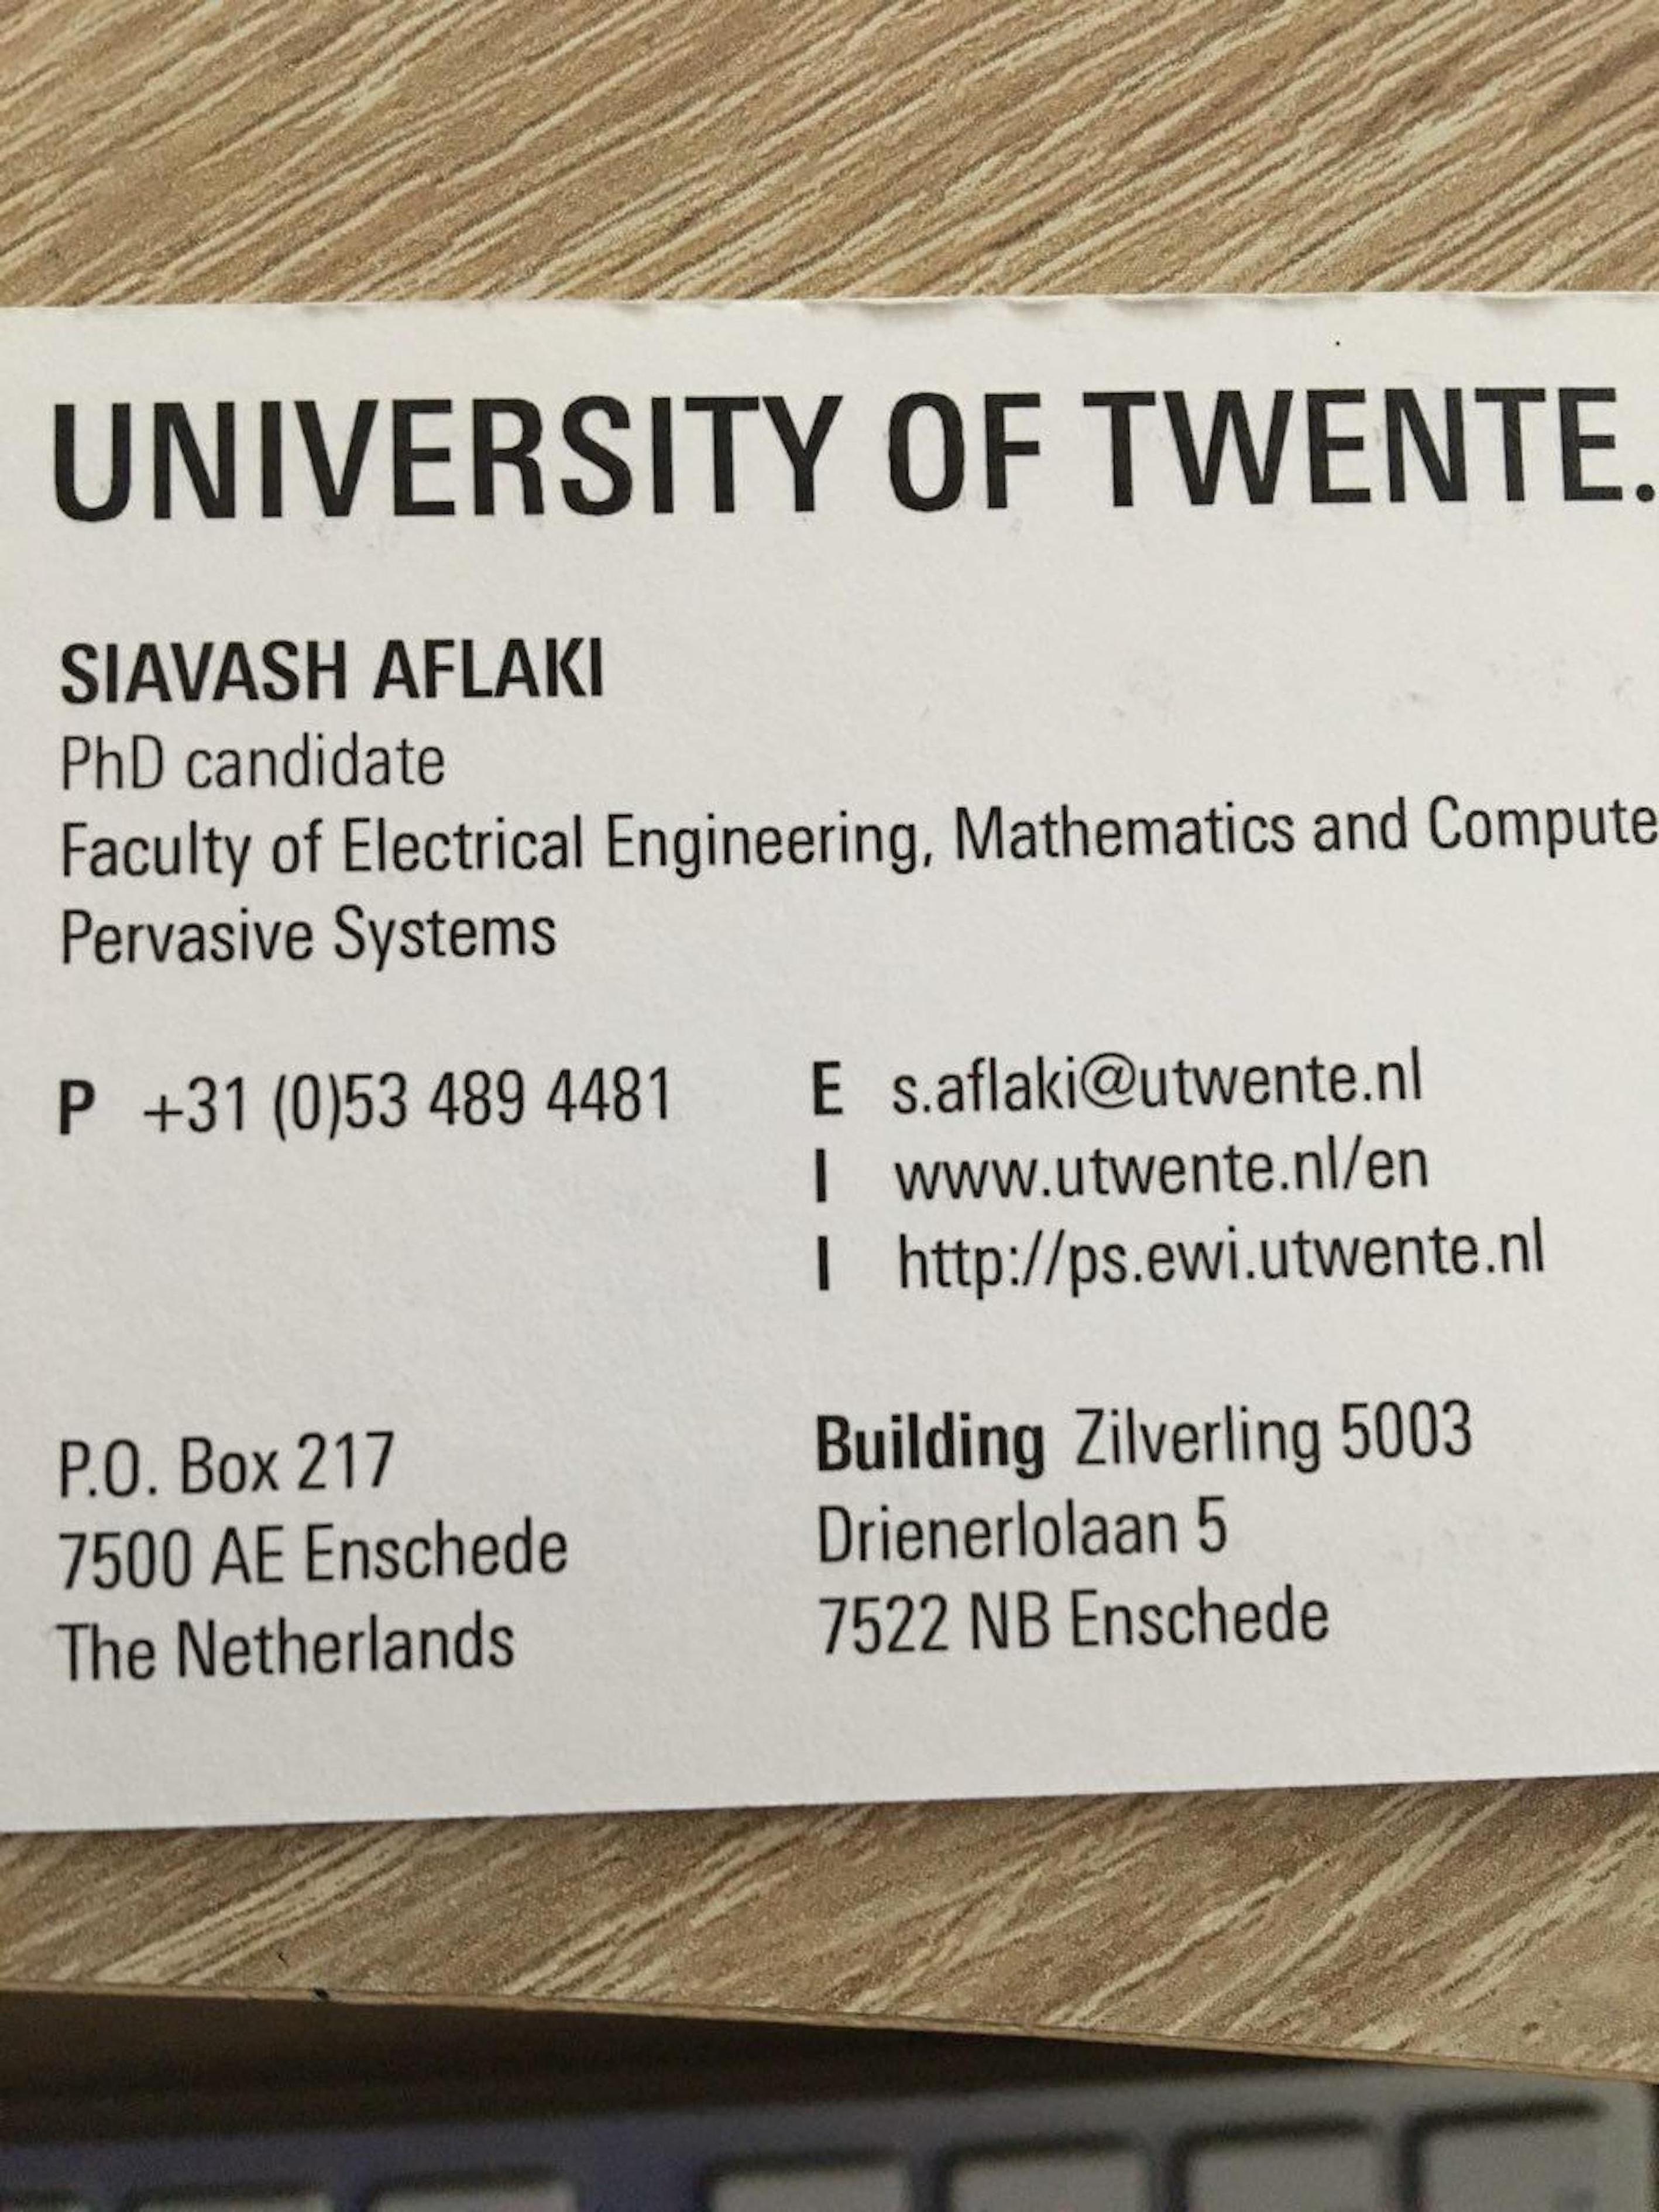 UNIVERSITY OF TWENTE.
SIAVASH AFLAKI
PhD candidate
Faculty of Electrical Engineering, Mathematics and Compute
Pervasive Systems
P +31 (0)53 489 4481
E s.aflaki@utwente.nl
I www.utwente.nl/en
I http://ps.ewi.utwente.nl
P.O. Box 217
7500 AE Enschede
The Netherlands
Building Zilverling 5003
Drienerlolaan 5
7522 NB Enschede